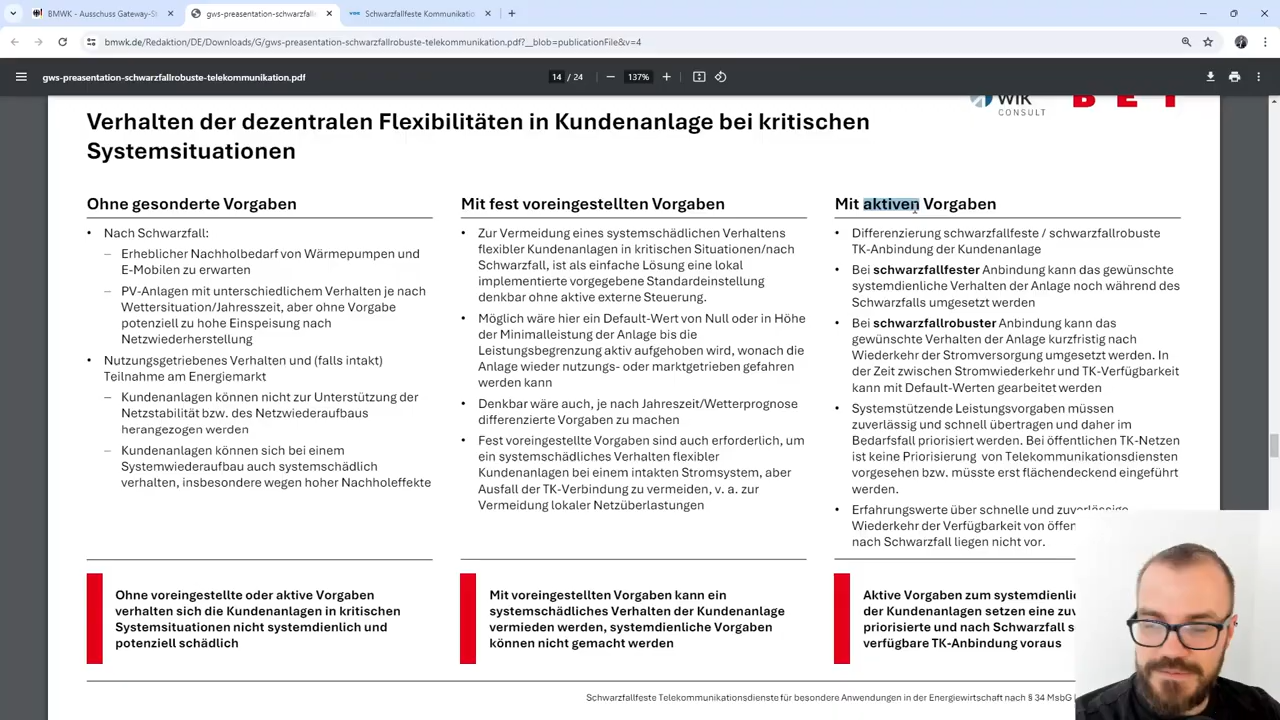 BMWK - Ausschuss Gateway-St
gws-preasentation-schwarzfallr
Schwarzfallfeste Kommunikatio
bmwk.de/Redaktion/DE/Downloads/G/gws-preasentation-schwarzfallrobuste-telekommunikation.pdf?__blob=publicationFile&v=4
gws-preasentation-schwarzfallrobuste-telekommunikation.pdf
14 / 24
137%
WIK
CONSULT
B E T
Verhalten der dezentralen Flexibilitäten in Kundenanlage bei kritischen
Systemsituationen
Ohne gesonderte Vorgaben
• Nach Schwarzfall:
– Erheblicher Nachholbedarf von Wärmepumpen und
E-Mobilen zu erwarten
– PV-Anlagen mit unterschiedlichem Verhalten je nach
Wettersituation/Jahreszeit, aber ohne Vorgabe
potenziell zu hohe Einspeisung nach
Netzwiederherstellung
• Nutzungsgetriebenes Verhalten und (falls intakt)
Teilnahme am Energiemarkt
– Kundenanlagen können nicht zur Unterstützung der
Netzstabilität bzw. des Netzwiederaufbaus
herangezogen werden
– Kundenanlagen können sich bei einem
Systemwiederaufbau auch systemschädlich
verhalten, insbesondere wegen hoher Nachholeffekte
Ohne voreingestellte oder aktive Vorgaben
verhalten sich die Kundenanlagen in kritischen
Systemsituationen nicht systemdienlich und
potenziell schädlich
Mit fest voreingestellten Vorgaben
• Zur Vermeidung eines systemschädlichen Verhaltens
flexibler Kundenanlagen in kritischen Situationen/nach
Schwarzfall, ist als einfache Lösung eine lokal
implementierte vorgegebene Standardeinstellung
denkbar ohne aktive externe Steuerung.
• Möglich wäre hier ein Default-Wert von Null oder in Höhe
der Minimalleistung der Anlage bis die
Leistungsbegrenzung aktiv aufgehoben wird, wonach die
Anlage wieder nutzungs- oder marktgetrieben gefahren
werden kann
• Denkbar wäre auch, je nach Jahreszeit/Wetterprognose
differenzierte Vorgaben zu machen
• Fest voreingestellte Vorgaben sind auch erforderlich, um
ein systemschädliches Verhalten flexibler
Kundenanlagen bei einem intakten Stromsystem, aber
Ausfall der TK-Verbindung zu vermeiden, v. a. zur
Vermeidung lokaler Netzüberlastungen
Mit voreingestellten Vorgaben kann ein
systemschädliches Verhalten der Kundenanlage
vermieden werden, systemdienliche Vorgaben
können nicht gemacht werden
Mit aktiven Vorgaben
• Differenzierung schwarzfallfeste / schwarzfallrobuste
TK-Anbindung der Kundenanlage
• Bei schwarzfallfester Anbindung kann das gewünschte
systemdienliche Verhalten der Anlage noch während des
Schwarzfalls umgesetzt werden
• Bei schwarzfallrobuster Anbindung kann das
gewünschte Verhalten der Anlage kurzfristig nach
Wiederkehr der Stromversorgung umgesetzt werden. In
der Zeit zwischen Stromwiederkehr und TK-Verfügbarkeit
kann mit Default-Werten gearbeitet werden
• Systemstützende Leistungsvorgaben müssen
zuverlässig und schnell übertragen und daher im
Bedarfsfall priorisiert werden. Bei öffentlichen TK-Netzen
ist keine Priorisierung von Telekommunikationsdiensten
vorgesehen bzw. müsste erst flächendeckend eingeführt
werden.
• Erfahrungswerte über schnelle und zuverlässige
Wiederkehr der Verfügbarkeit von öffen
nach Schwarzfall liegen nicht vor.
Aktive Vorgaben zum systemdienlic
der Kundenanlagen setzen eine zuv
priorisierte und nach Schwarzfall s
verfügbare TK-Anbindung voraus
Schwarzfallfeste Telekommunikationsdienste für besondere Anwendungen in der Energiewirtschaft nach § 34 MsbG